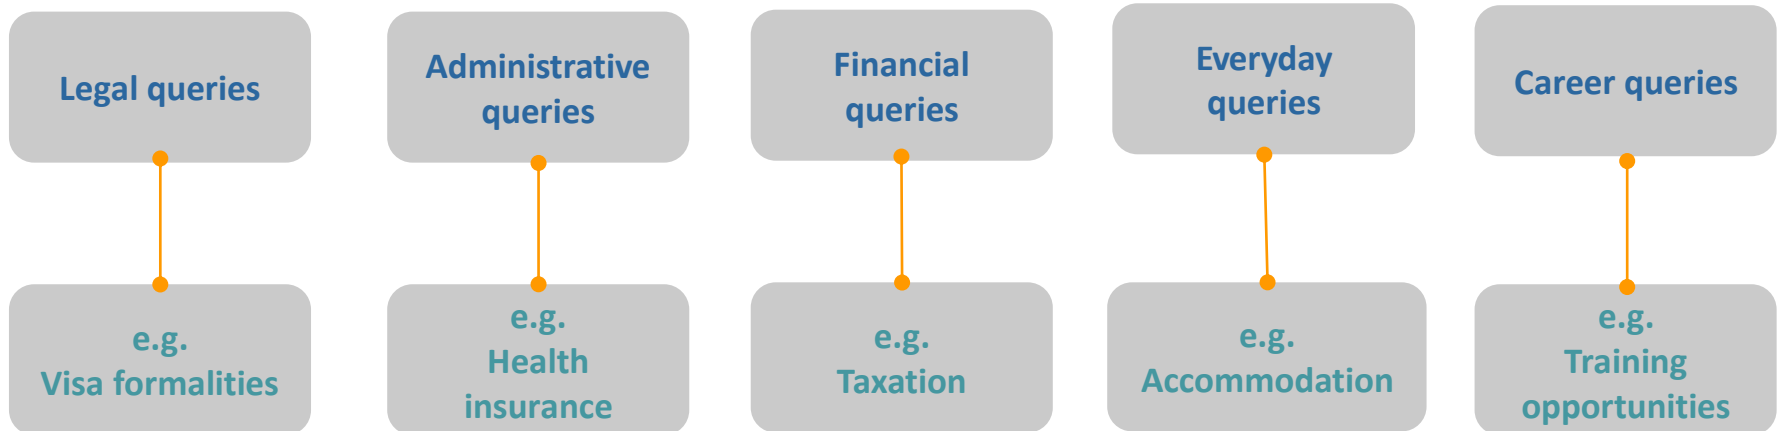 Legal queries
Administrative
queries
Financial
queries
Everyday
queries
Career queries
e.g.
Visa formalities
e.g.
Health
insurance
e.g.
Taxation
e.g.
Accommodation
e.g.
Training
opportunities